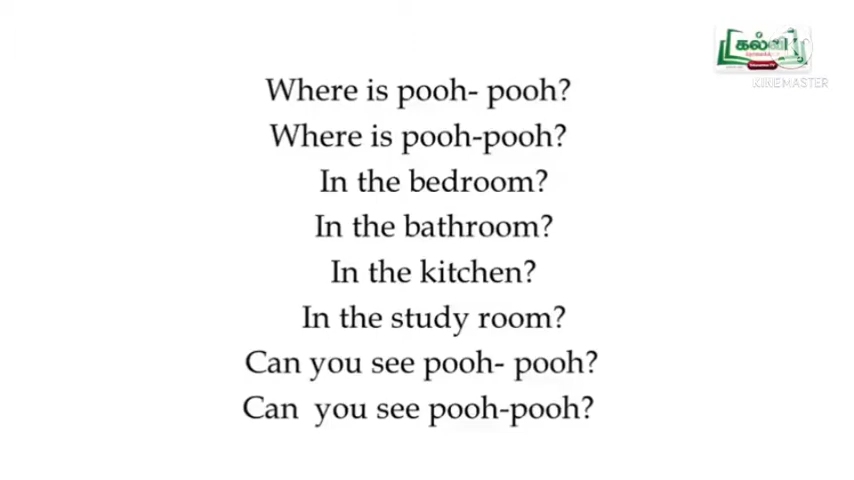 கல்வி
KINEMASTER
Where is pooh- pooh?
Where is pooh-pooh?
In the bedroom?
In the bathroom?
In the kitchen?
In the study room?
Can you see pooh- pooh?
Can  you see pooh-pooh?